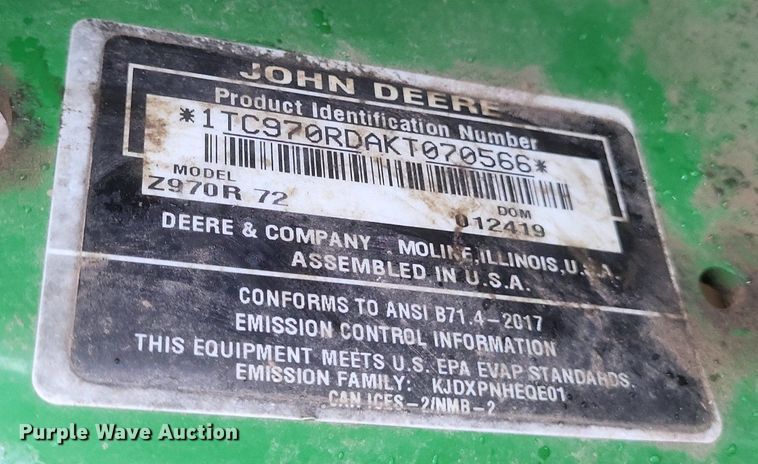 JOHN DEERE
Product Identification Number
*1TC970RDAKT070566*
MODEL DOM
Z970R 72 012419
DEERE & COMPANY MOLINE, ILLINOIS, U.S.A.
ASSEMBLED IN U.S.A.
CONFORMS TO ANSI B71.4-2017
EMISSION CONTROL INFORMATION
THIS EQUIPMENT MEETS U.S. EPA EVAP STANDARDS.
EMISSION FAMILY: KJDXPNHEQE01
CAN ICES-2/NMB-2
Purple Wave Auction